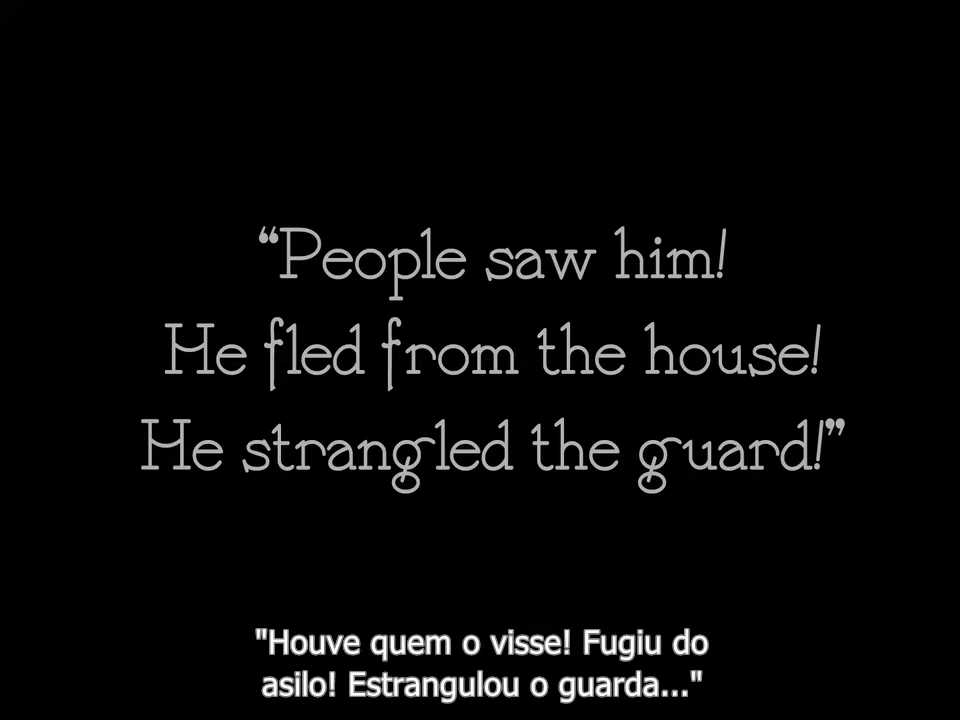 “People saw him!
He fled from the house!
He strangled the guard!”
"Houve quem o visse! Fugiu do
asilo! Estrangulou o guarda..."